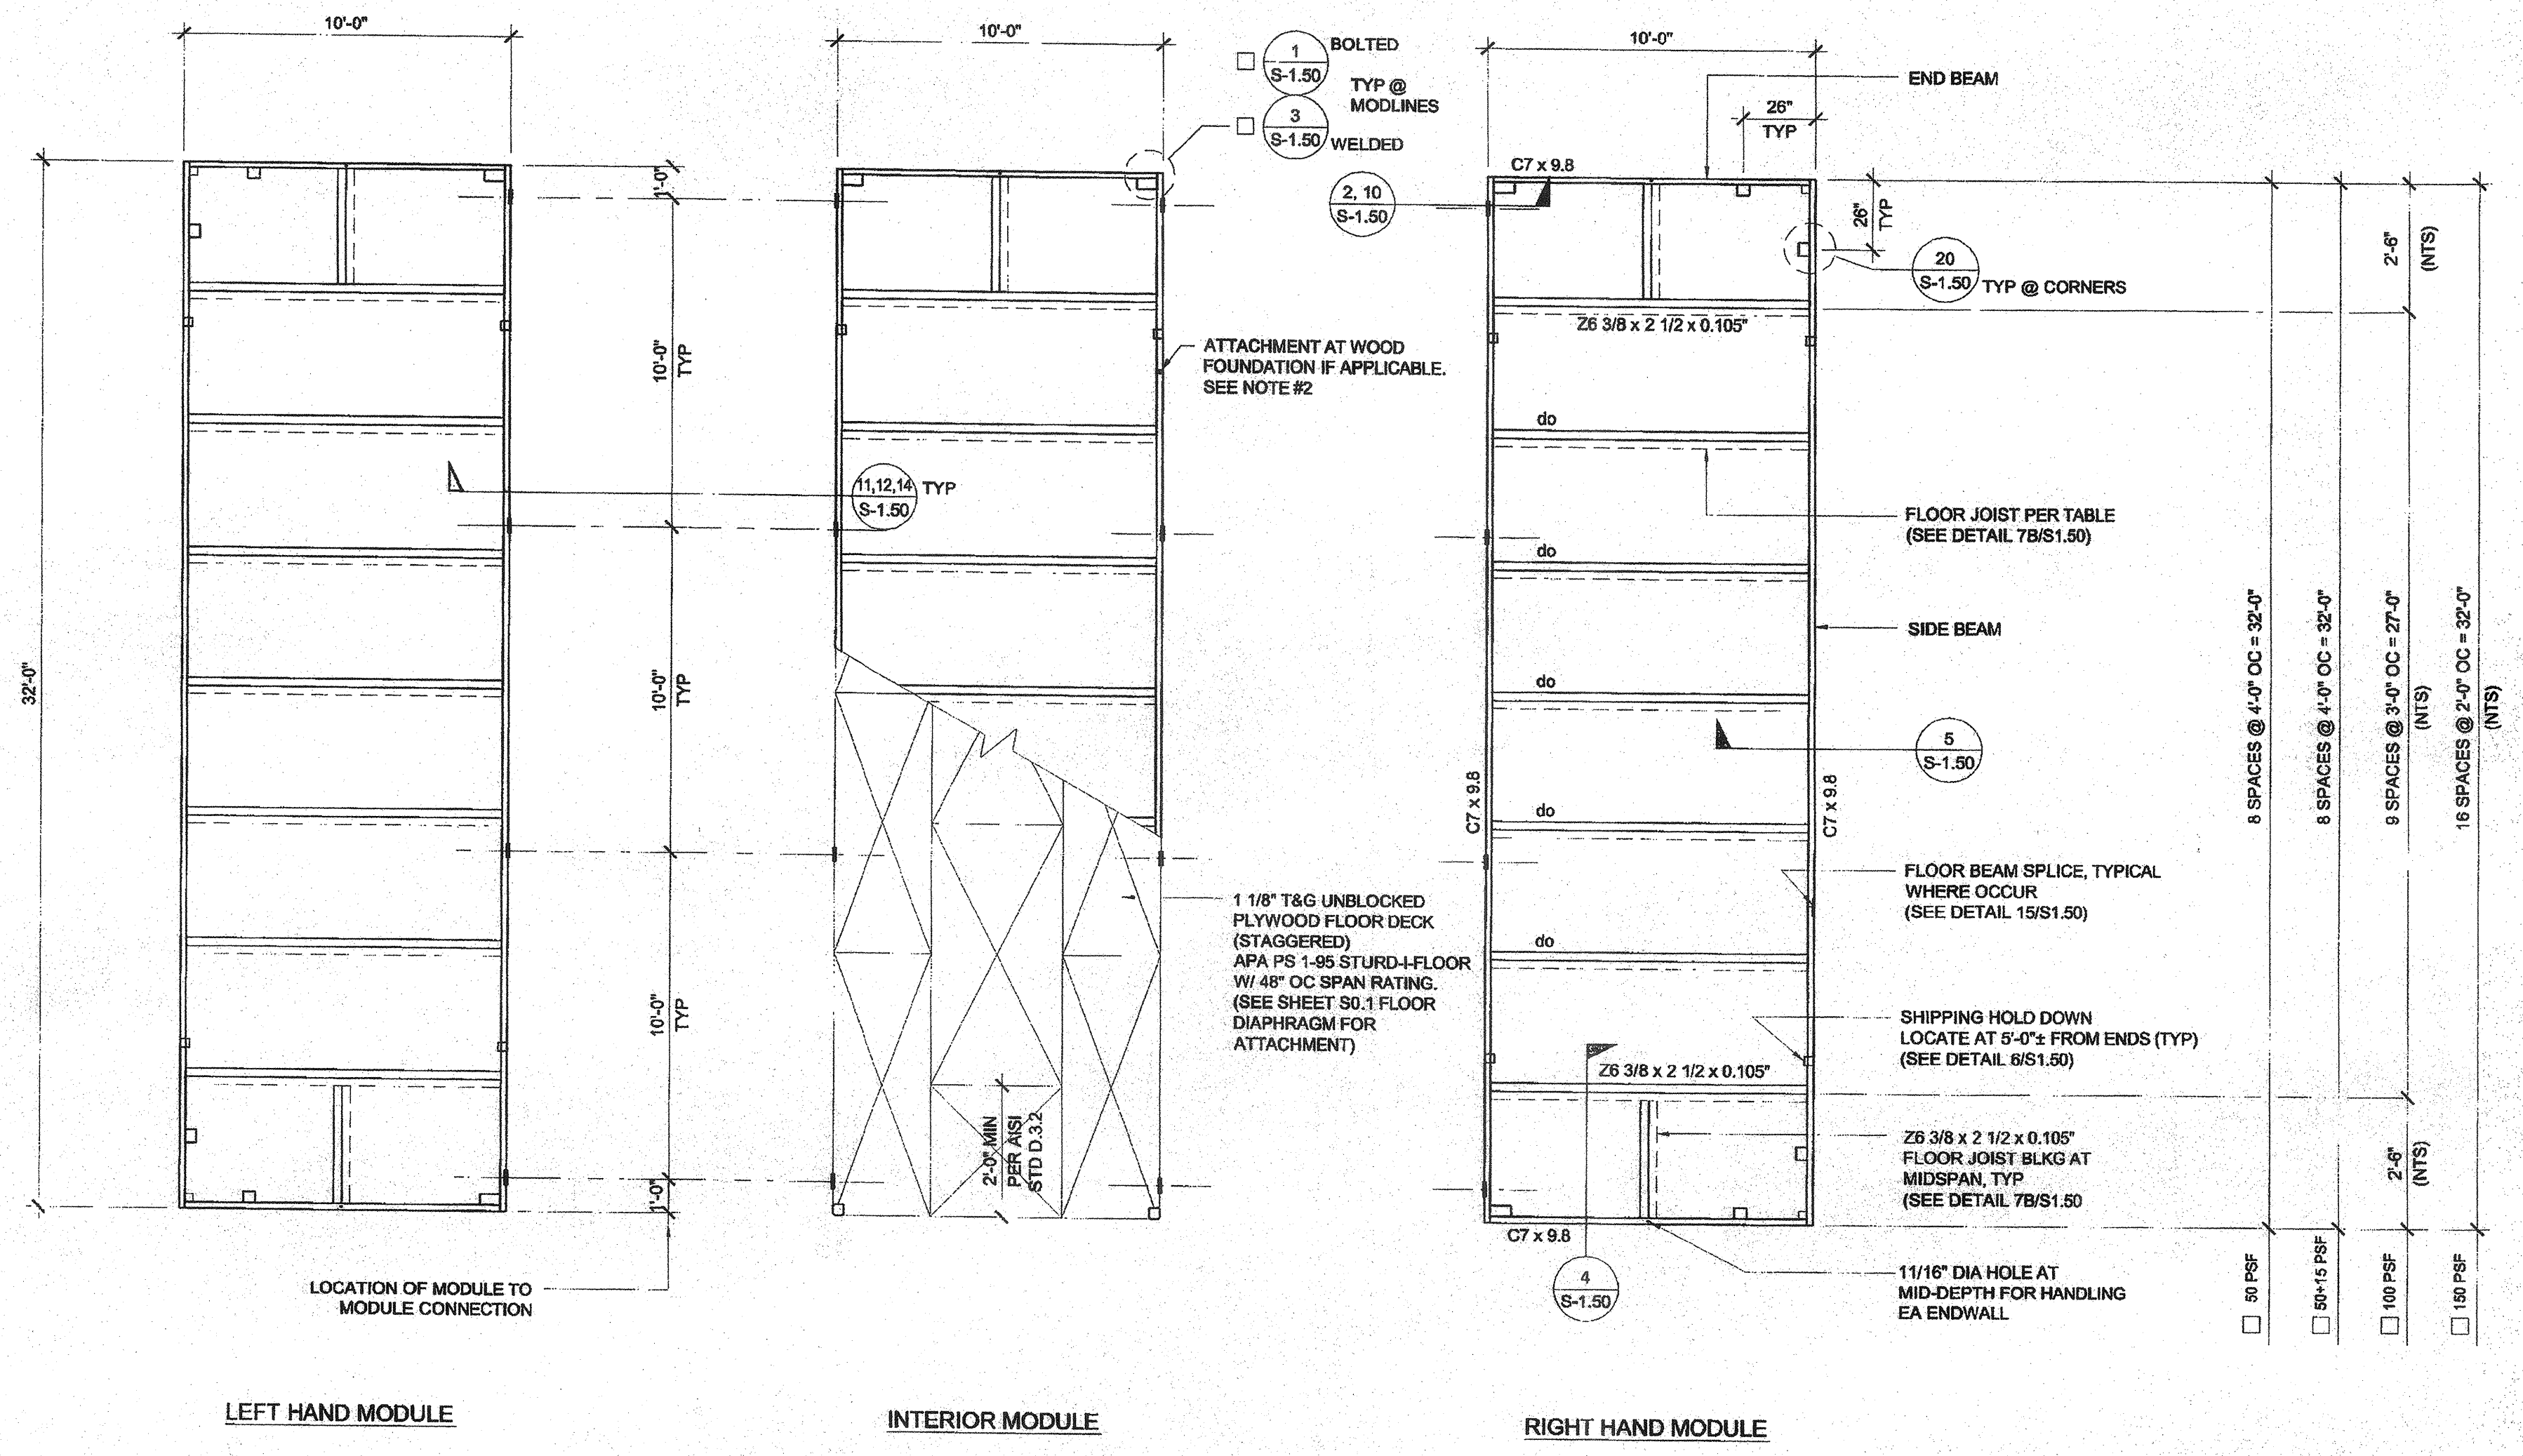 10'-0"
10'-0"
10'-0"
1
S-1.50
BOLTED
TYP @
MODLINES
3
S-1.50
WELDED
END BEAM
26"
TYP
C7 x 9.8
2, 10
S-1.50
26"
TYP
20
S-1.50
TYP @ CORNERS
2'-6"
(NTS)
1'-0"
10'-0"
TYP
Z6 3/8 x 2 1/2 x 0.105"
ATTACHMENT AT WOOD
FOUNDATION IF APPLICABLE.
SEE NOTE #2
do
11,12,14
S-1.50
TYP
FLOOR JOIST PER TABLE
(SEE DETAIL 7B/S1.50)
do
SIDE BEAM
32'-0"
10'-0"
TYP
do
5
S-1.50
8 SPACES @ 4'-0" OC = 32'-0"
8 SPACES @ 4'-0" OC = 32'-0"
9 SPACES @ 3'-0" OC = 27'-0"
(NTS)
16 SPACES @ 2'-0" OC = 32'-0"
(NTS)
C7 x 9.8
C7 x 9.8
do
FLOOR BEAM SPLICE, TYPICAL
WHERE OCCUR
(SEE DETAIL 15/S1.50)
1 1/8" T&G UNBLOCKED
PLYWOOD FLOOR DECK
(STAGGERED)
APA PS 1-95 STURD-I-FLOOR
W/ 48" OC SPAN RATING.
(SEE SHEET S0.1 FLOOR
DIAPHRAGM FOR
ATTACHMENT)
do
10'-0"
TYP
SHIPPING HOLD DOWN
LOCATE AT 5'-0"± FROM ENDS (TYP)
(SEE DETAIL 6/S1.50)
Z6 3/8 x 2 1/2 x 0.105"
2'-0" MIN
PER AISI
STD D.3.2
Z6 3/8 x 2 1/2 x 0.105"
FLOOR JOIST BLKG AT
MIDSPAN, TYP
(SEE DETAIL 7B/S1.50
2'-6"
(NTS)
1'-0"
C7 x 9.8
4
S-1.50
11/16" DIA HOLE AT
MID-DEPTH FOR HANDLING
EA ENDWALL
LOCATION OF MODULE TO
MODULE CONNECTION
50 PSF
50+15 PSF
100 PSF
150 PSF
LEFT HAND MODULE
INTERIOR MODULE
RIGHT HAND MODULE